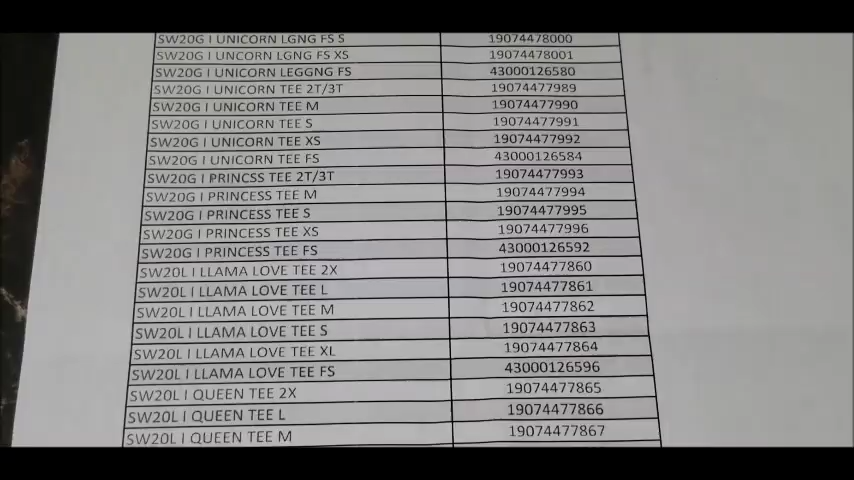 SW20G I UNICORN LGNG FS S 19074478000
SW20G I UNCORN LGNG FS XS 19074478001
SW20G I UNICORN LEGGNG FS 43000126580
SW20G I UNICORN TEE 2T/3T 19074477989
SW20G I UNICORN TEE M 19074477990
SW20G I UNICORN TEE S 19074477991
SW20G I UNICORN TEE XS 19074477992
SW20G I UNICORN TEE FS 43000126584
SW20G I PRINCSS TEE 2T/3T 19074477993
SW20G I PRINCESS TEE M 19074477994
SW20G I PRINCESS TEE S 19074477995
SW20G I PRINCESS TEE XS 19074477996
SW20G I PRINCESS TEE FS 43000126592
SW20L I LLAMA LOVE TEE 2X 19074477860
SW20L I LLAMA LOVE TEE L 19074477861
SW20L I LLAMA LOVE TEE M 19074477862
SW20L I LLAMA LOVE TEE S 19074477863
SW20L I LLAMA LOVE TEE XL 19074477864
SW20L I LLAMA LOVE TEE FS 43000126596
SW20L I QUEEN TEE 2X 19074477865
SW20L I QUEEN TEE L 19074477866
SW20L I QUEEN TEE M 19074477867